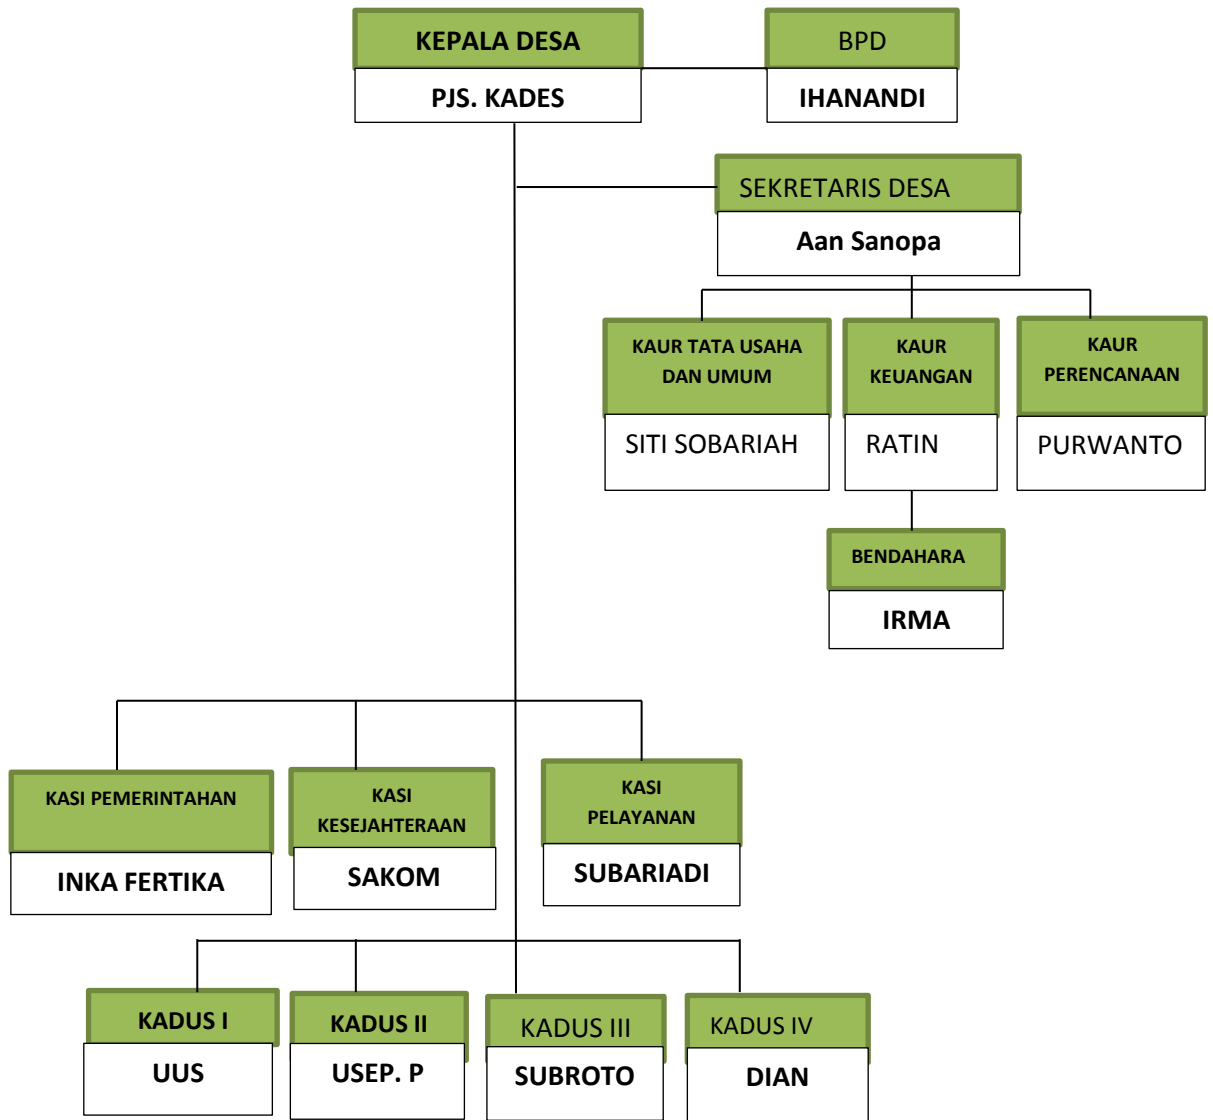 KEPALA DESA
PJS. KADES
BPD
IHANANDI
SEKRETARIS DESA
Aan Sanopa
KAUR TATA USAHA
DAN UMUM
SITI SOBARIAH
KAUR
KEUANGAN
RATIN
KAUR
PERENCANAAN
PURWANTO
BENDAHARA
IRMA
KASI PEMERINTAHAN
INKA FERTIKA
KASI
KESEJAHTERAAN
SAKOM
KASI
PELAYANAN
SUBARIADI
KADUS I
UUS
KADUS II
USEP. P
KADUS III
SUBROTO
KADUS IV
DIAN